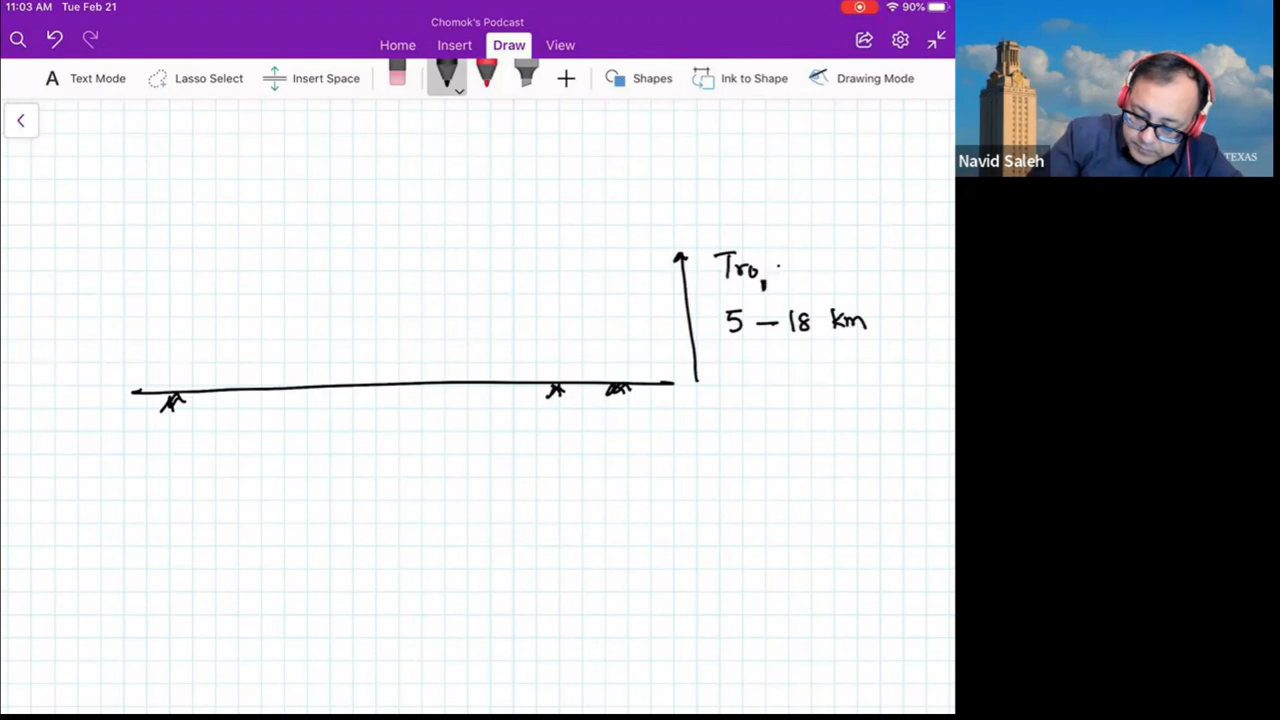 11:03 AM Tue Feb 21
90%
Chomok's Podcast
Home Insert Draw View
A Text Mode Lasso Select Insert Space Shapes Ink to Shape Drawing Mode
Navid Saleh
TEXAS
Tro,
5 – 18 km